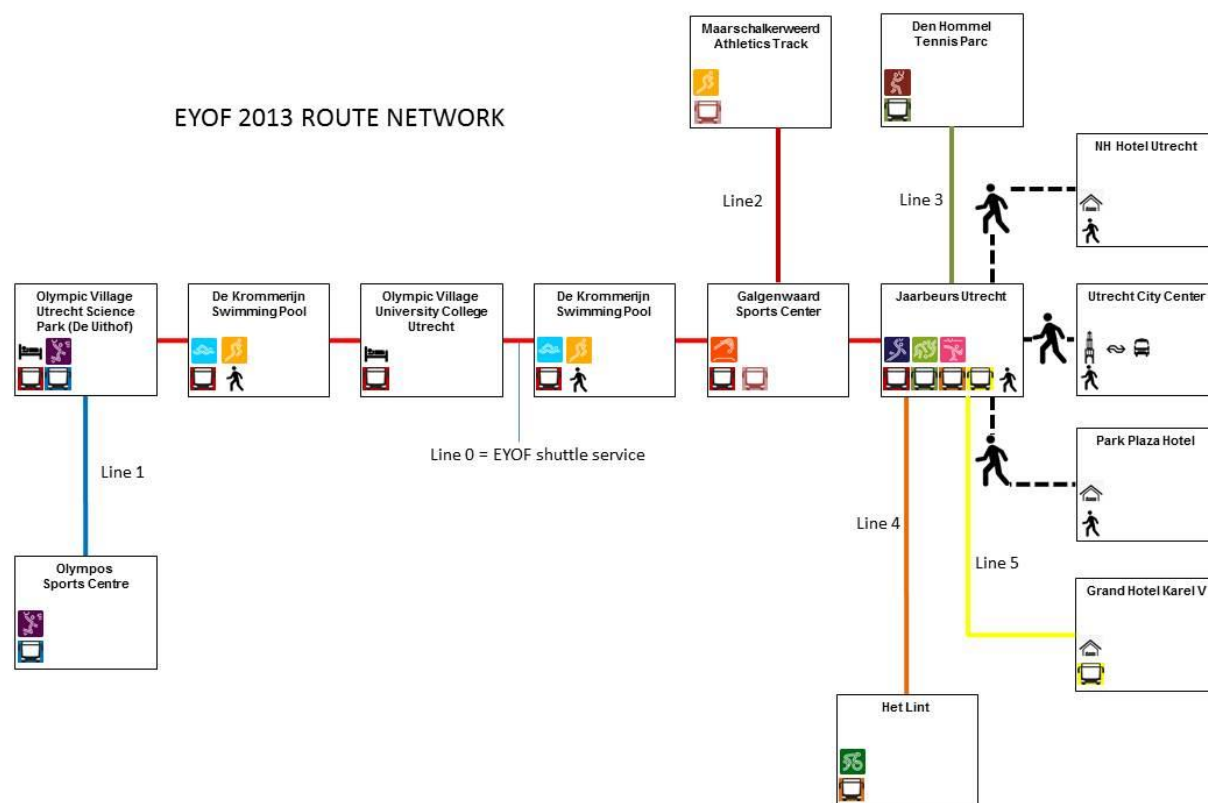 Maarschalkerweerd
Athletics Track
Den Hommel
Tennis Parc
EYOF 2013 ROUTE NETWORK
NH Hotel Utrecht
Line2
Line 3
Olympic Village
Utrecht Science
Park (De Uithof)
De Krommerijn
Swimming Pool
Olympic Village
University College
Utrecht
De Krommerijn
Swimming Pool
Galgenwaard
Sports Center
Jaarbeurs Utrecht
Utrecht City Center
Line 0 = EYOF shuttle service
Park Plaza Hotel
Line 1
Line 4
Line 5
Olympos
Sports Centre
Grand Hotel Karel V
Het Lint